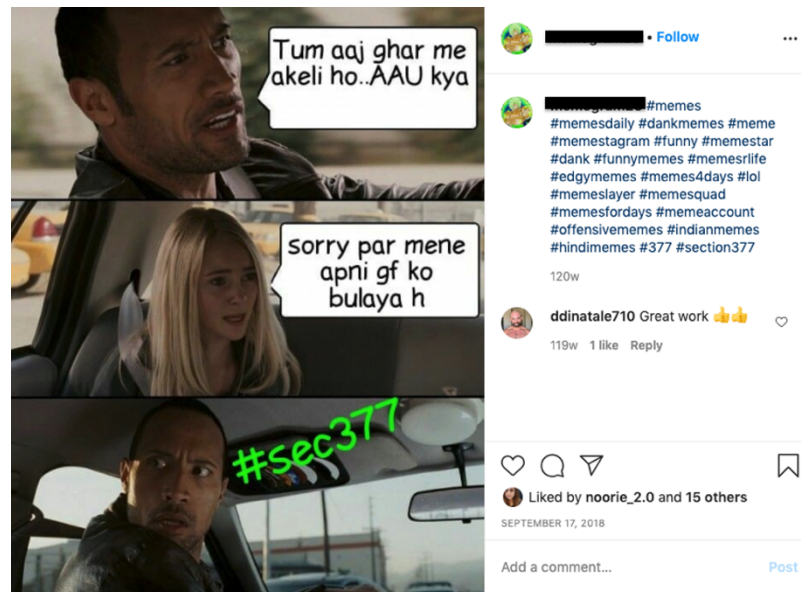 Tum aaj ghar me
akeli ho..AAU kya
sorry par mene
apni gf ko
bulaya h
#sec377
• Follow
#memes
#memesdaily #dankmemes #meme
#memestagram #funny #memestar
#dank #funnymemes #memesrlife
#edgymemes #memes4days #lol
#memeslayer #memesquad
#memesfordays #memeaccount
#offensivememes #indianmemes
#hindimemes #377 #section377
120w
ddinatale710 Great work 👍👍
119w 1 like Reply
Liked by noorie_2.0 and 15 others
SEPTEMBER 17, 2018
Add a comment... Post